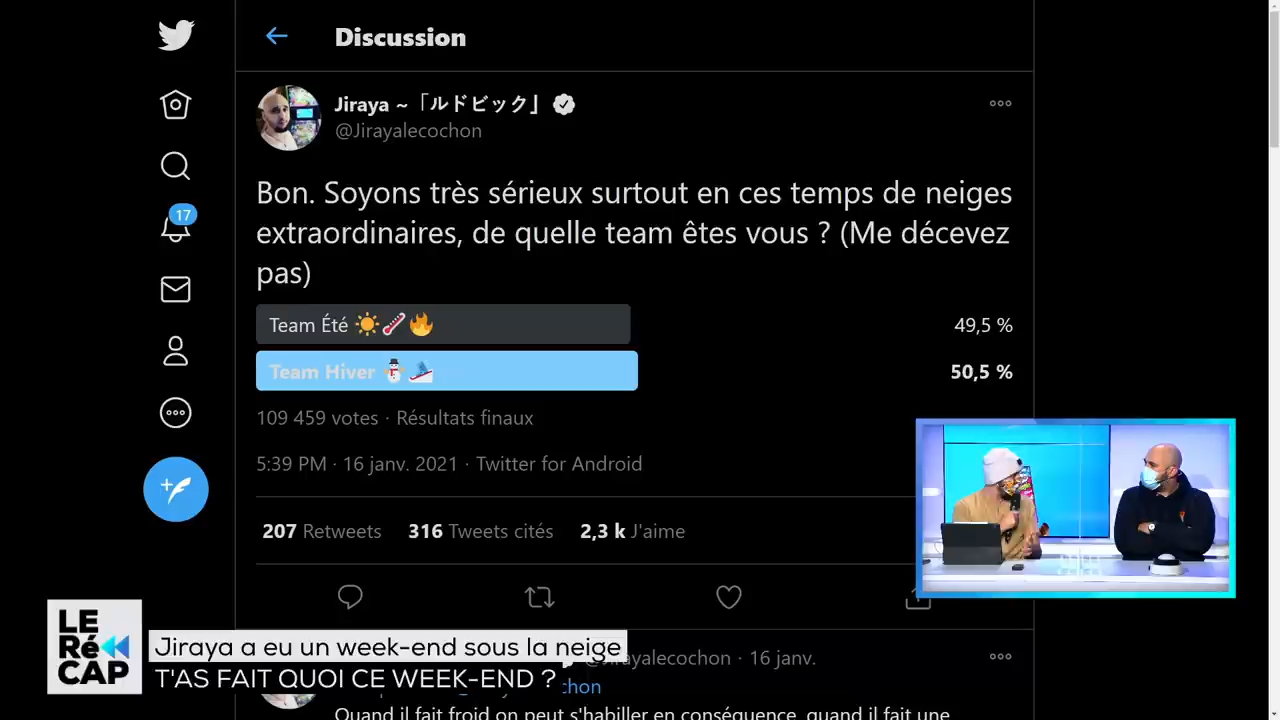 Discussion
Jiraya ~「ルドビック」
@Jirayalecochon
Bon. Soyons très sérieux surtout en ces temps de neiges
extraordinaires, de quelle team êtes vous ? (Me décevez
pas)
17
Team Été ☀️🌡️🔥 49,5 %
Team Hiver ⛄🎿 50,5 %
109 459 votes · Résultats finaux
5:39 PM · 16 janv. 2021 · Twitter for Android
207 Retweets 316 Tweets cités 2,3 k J'aime
LE
Ré
CAP
Jiraya a eu un week-end sous la neige
T'AS FAIT QUOI CE WEEK-END ?
@Jirayalecochon · 16 janv.
chon
Quand il fait froid on peut s'habiller en conséquence, quand il fait une